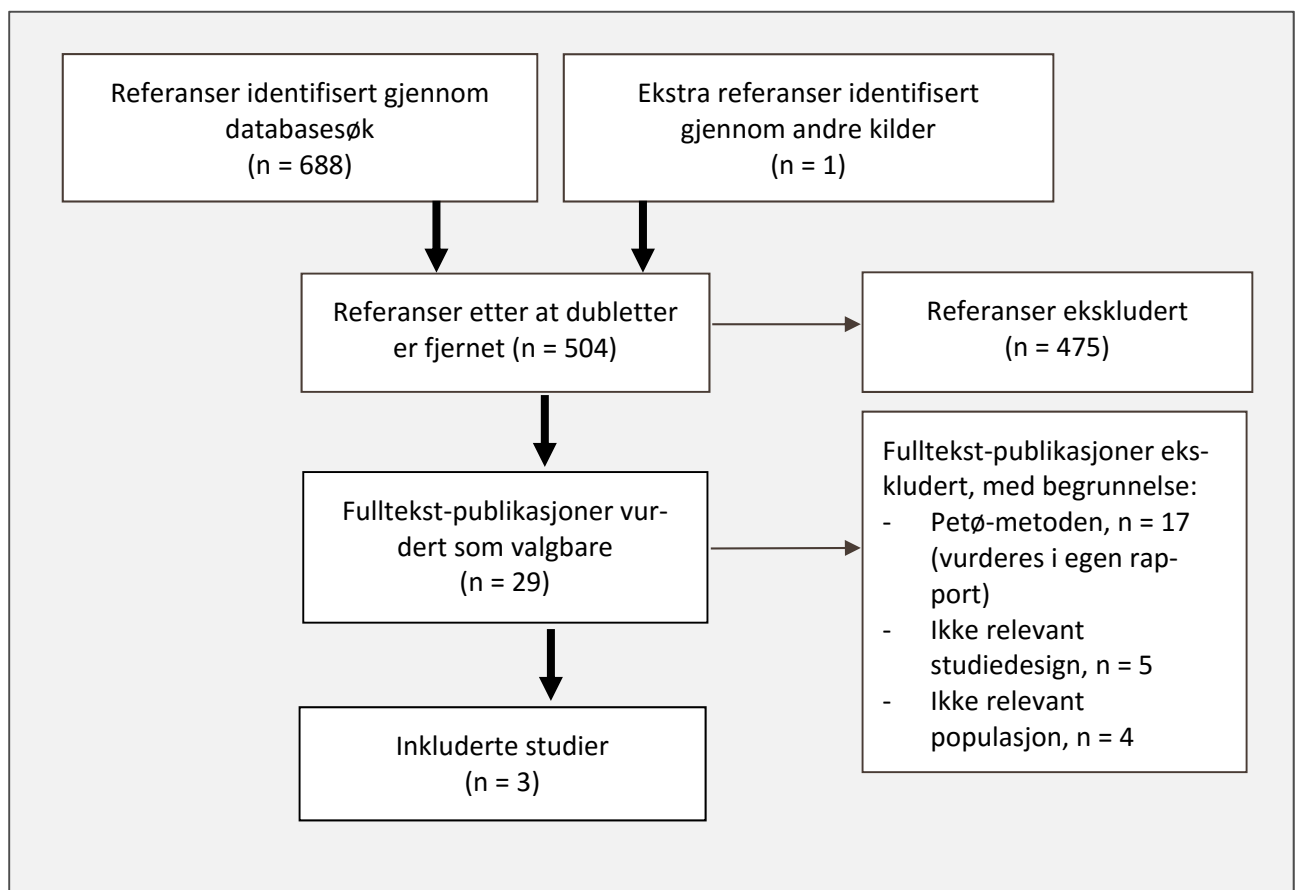 Referanser identifisert gjennom
databasesøk
(n = 688)
Ekstra referanser identifisert
gjennom andre kilder
(n = 1)
Referanser etter at dubletter
er fjernet (n = 504)
Referanser ekskludert
(n = 475)
Fulltekst-publikasjoner vur-
dert som valgbare
(n = 29)
Fulltekst-publikasjoner eks-
kludert, med begrunnelse:
- Petø-metoden, n = 17
(vurderes i egen rap-
port)
- Ikke relevant
studiedesign, n = 5
- Ikke relevant
populasjon, n = 4
Inkluderte studier
(n = 3)